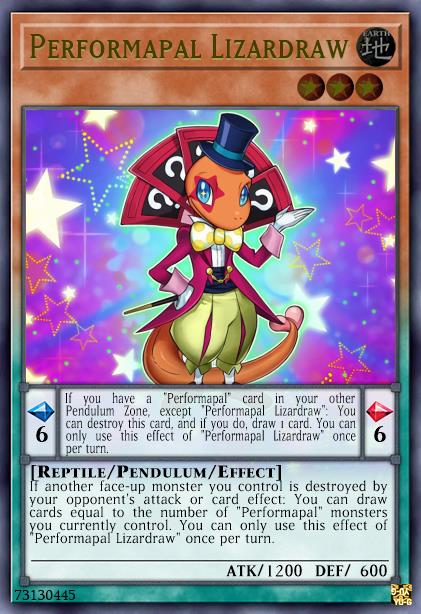 PERFORMAPAL LIZARDRAW
EARTH
地
? ?
If you have a "Performapal" card in your other
Pendulum Zone, except "Performapal Lizardraw": You
can destroy this card, and if you do, draw 1 card. You can
only use this effect of "Performapal Lizardraw" once
per turn.
6
6
[REPTILE/PENDULUM/EFFECT]
If another face-up monster you control is destroyed by
your opponent's attack or card effect: You can draw
cards equal to the number of "Performapal" monsters
you currently control. You can only use this effect of
"Performapal Lizardraw" once per turn.
ATK/1200 DEF/ 600
73130445